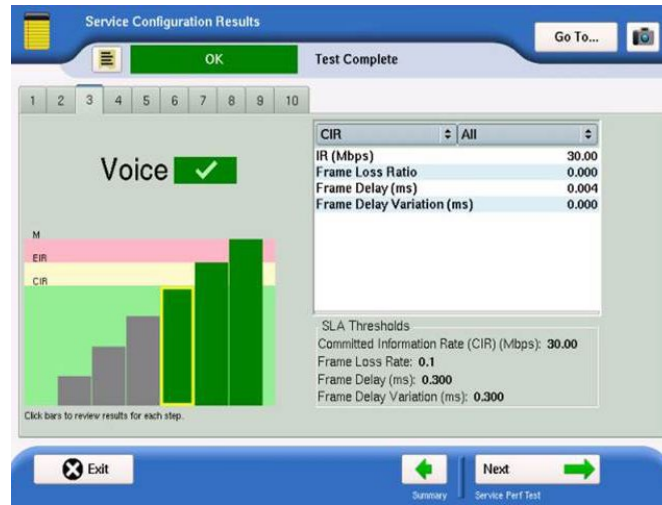 Service Configuration Results
Go To...
OK
Test Complete
1 2 3 4 5 6 7 8 9 10
Voice
M
EIR
CIR
Click bars to review results for each step.
CIR All
IR (Mbps) 30.00
Frame Loss Ratio 0.000
Frame Delay (ms) 0.004
Frame Delay Variation (ms) 0.000
SLA Thresholds
Committed Information Rate (CIR) (Mbps): 30.00
Frame Loss Rate: 0.1
Frame Delay (ms): 0.300
Frame Delay Variation (ms): 0.300
Exit
Summary
Next
Service Perf Test